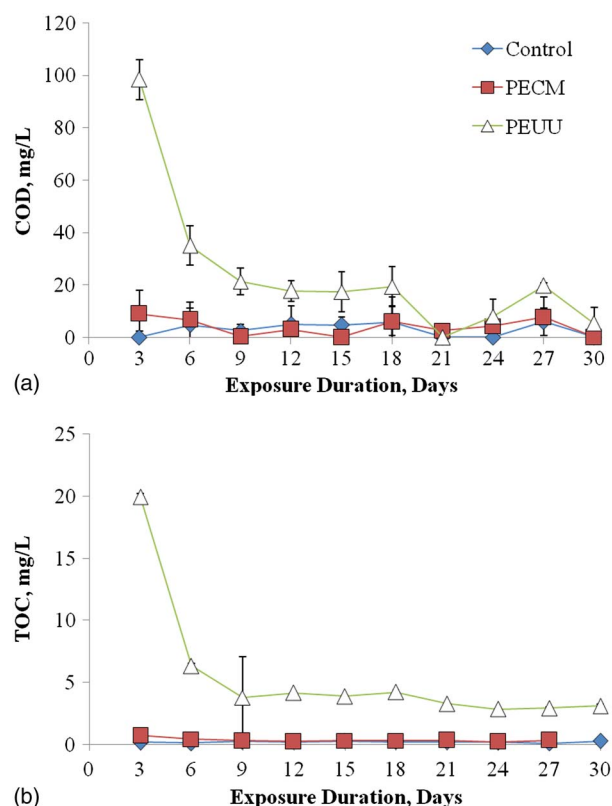 120
100
80
60
40
20
0
COD, mg/L
Control
PECM
PEUU
0 3 6 9 12 15 18 21 24 27 30
(a)
Exposure Duration, Days
25
20
15
10
5
0
TOC, mg/L
0 3 6 9 12 15 18 21 24 27 30
(b)
Exposure Duration, Days